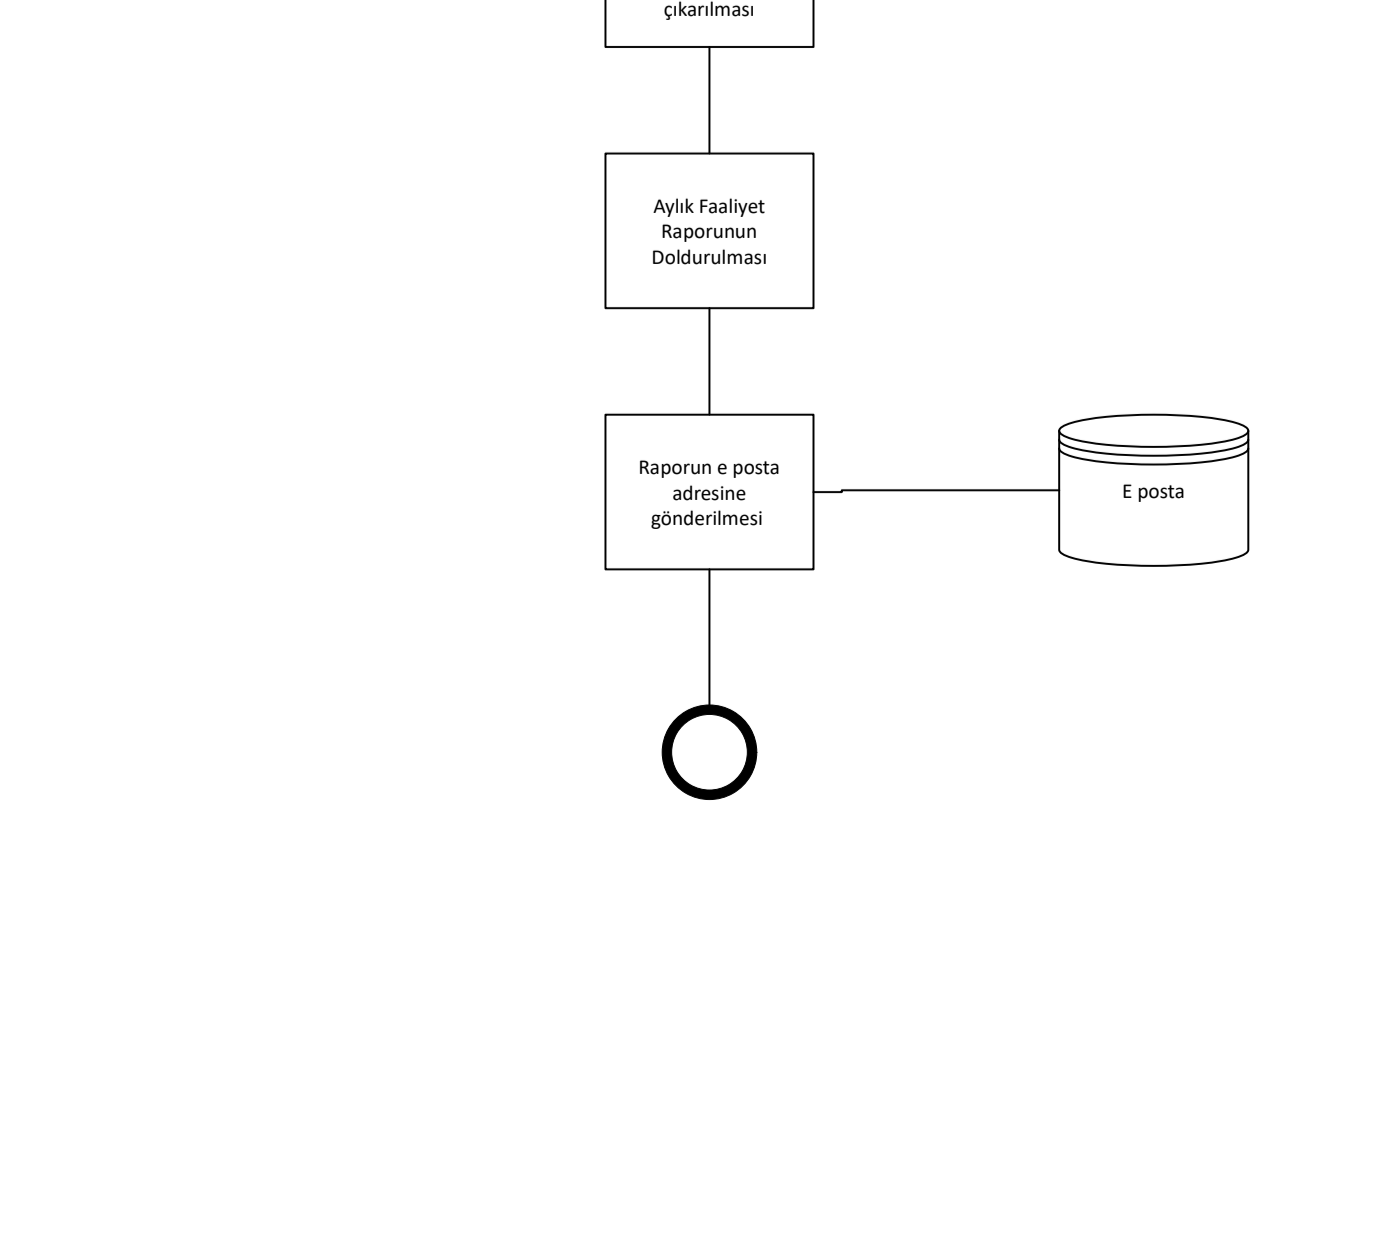 çıkarılması
Aylık Faaliyet
Raporunun
Doldurulması
Raporun e posta
adresine
gönderilmesi
E posta